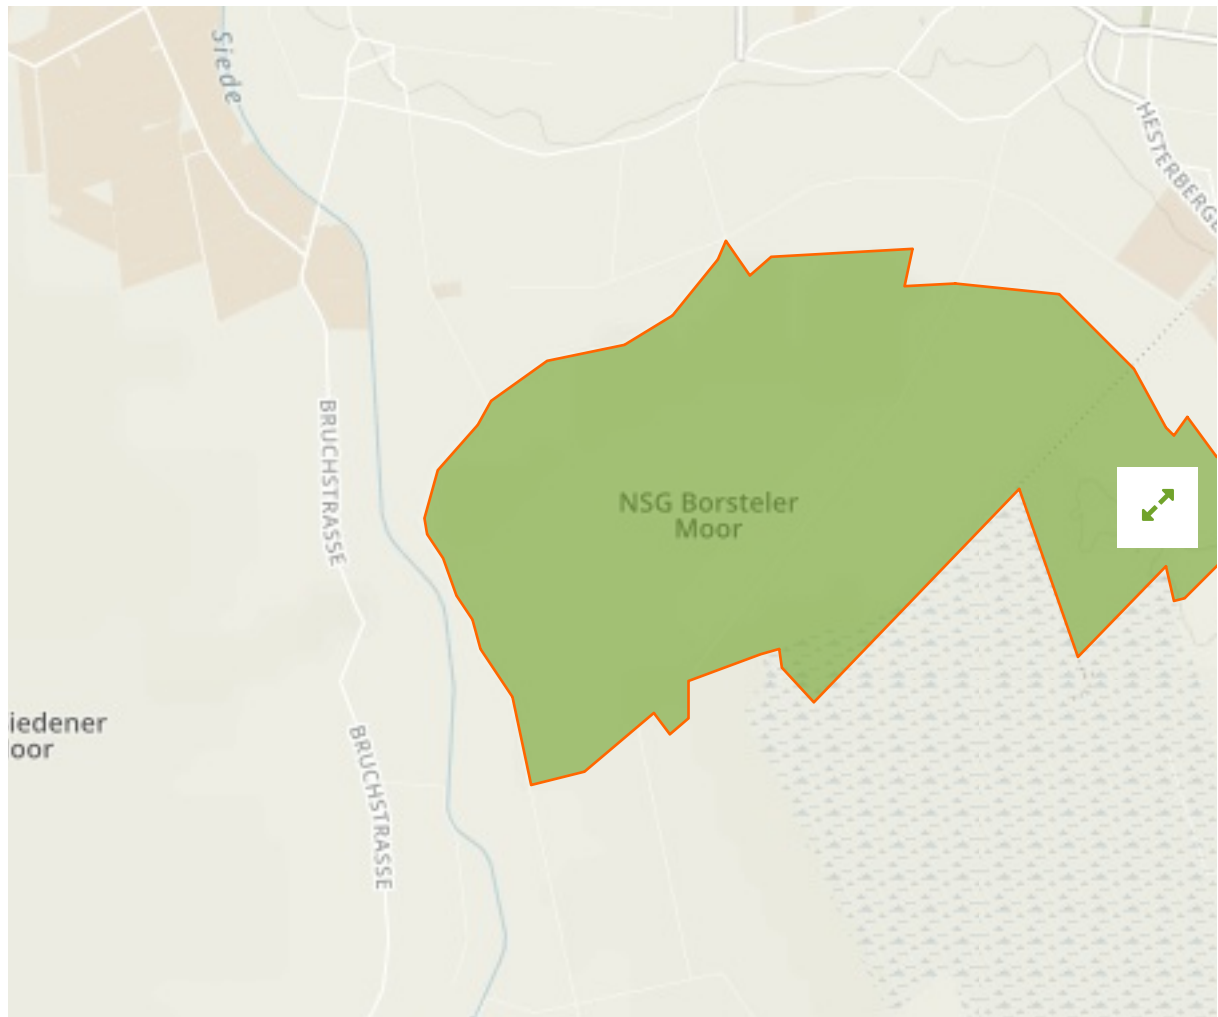 Siede
HESTERBERGE
BRUCHSTRASSE
NSG Borsteler
Moor
iedener
oor
BRUCHSTRASSE